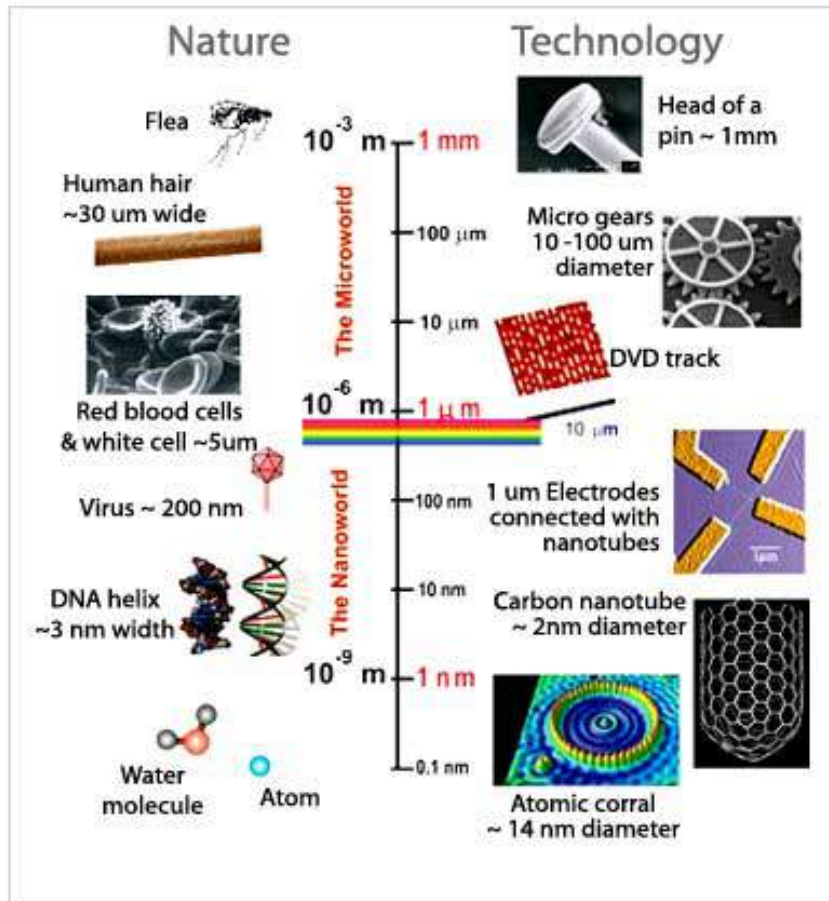 Nature
Technology
Flea
10-3 m
1 mm
Head of a
pin ~ 1mm
Human hair
~30 um wide
The Microworld
100 μm
Micro gears
10 -100 um
diameter
10 μm
DVD track
10-6 m
1 μm
10 μm
Red blood cells
& white cell ~5um
Virus ~ 200 nm
The Nanoworld
100 nm
1 um Electrodes
connected with
nanotubes
1μm
DNA helix
~3 nm width
10 nm
Carbon nanotube
~ 2nm diameter
10-9 m
1 nm
Water
molecule
Atom
0.1 nm
Atomic corral
~ 14 nm diameter